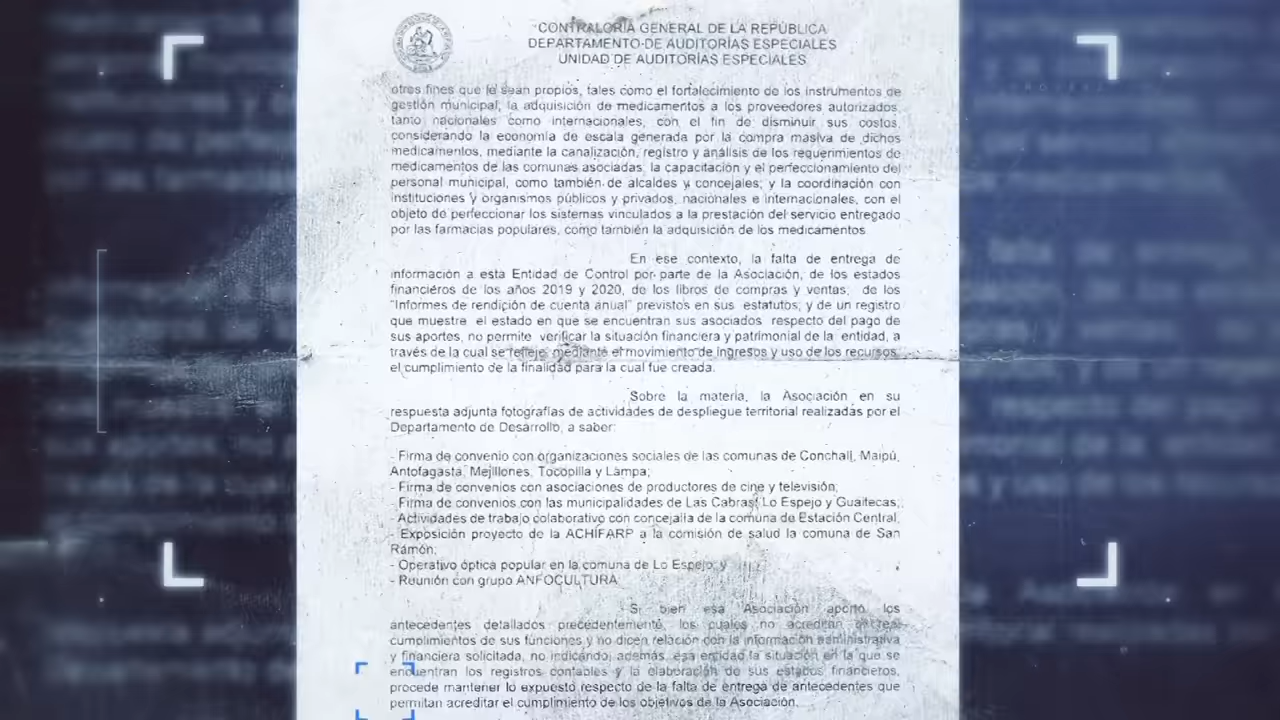 CONTRALORÍA GENERAL DE LA REPÚBLICA
DEPARTAMENTO DE AUDITORÍAS ESPECIALES
UNIDAD DE AUDITORÍAS ESPECIALES
otros fines que le sean propios, tales como el fortalecimiento de los instrumentos de
gestión municipal; la adquisición de medicamentos a los proveedores autorizados,
tanto nacionales como internacionales, con el fin de disminuir sus costos,
considerando la economía de escala generada por la compra masiva de dichos
medicamentos, mediante la canalización, registro y análisis de los requerimientos de
medicamentos de las comunas asociadas; la capacitación y el perfeccionamiento del
personal municipal, como también de alcaldes y concejales; y la coordinación con
instituciones y organismos públicos y privados, nacionales e internacionales, con el
objeto de perfeccionar los sistemas vinculados a la prestación del servicio entregado
por las farmacias populares, como también la adquisición de los medicamentos.
En ese contexto, la falta de entrega de
información a esta Entidad de Control por parte de la Asociación, de los estados
financieros de los años 2019 y 2020, de los libros de compras y ventas; de los
"Informes de rendición de cuenta anual" previstos en sus estatutos; y de un registro
que muestre el estado en que se encuentran sus asociados respecto del pago de
sus aportes, no permite verificar la situación financiera y patrimonial de la entidad, a
través de la cual se refleje, mediante el movimiento de ingresos y uso de los recursos,
el cumplimiento de la finalidad para la cual fue creada.
Sobre la materia, la Asociación en su
respuesta adjunta fotografías de actividades de despliegue territorial realizadas por el
Departamento de Desarrollo, a saber:
- Firma de convenio con organizaciones sociales de las comunas de Conchalí, Maipú,
Antofagasta, Mejillones, Tocopilla y Lampa;
- Firma de convenios con asociaciones de productores de cine y televisión;
- Firma de convenios con las municipalidades de Las Cabras, Lo Espejo y Guaitecas;
- Actividades de trabajo colaborativo con concejalía de la comuna de Estación Central;
- Exposición proyecto de la ACHIFARP a la comisión de salud la comuna de San
Ramón;
- Operativo óptica popular en la comuna de Lo Espejo; y
- Reunión con grupo ANFOCULTURA.
Si bien esa Asociación aportó los
antecedentes detallados precedentemente, los cuales no acreditan el real
cumplimientos de sus funciones y no dicen relación con la información administrativa
y financiera solicitada, no indicando, además, esa entidad la situación en la que se
encuentran los registros contables y la elaboración de sus estados financieros,
procede mantener lo expuesto respecto de la falta de entrega de antecedentes que
permitan acreditar el cumplimiento de los objetivos de la Asociación.